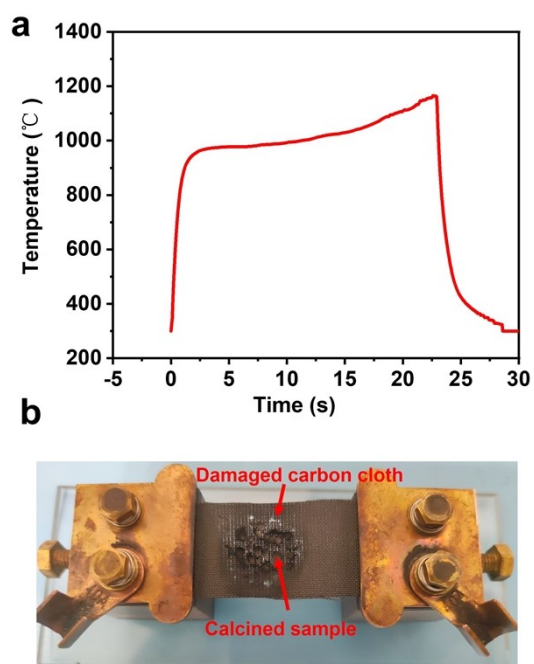 a
1400
1200
1000
800
600
400
200
Temperature (℃)
-5 0 5 10 15 20 25 30
Time (s)
b
Damaged carbon cloth
Calcined sample